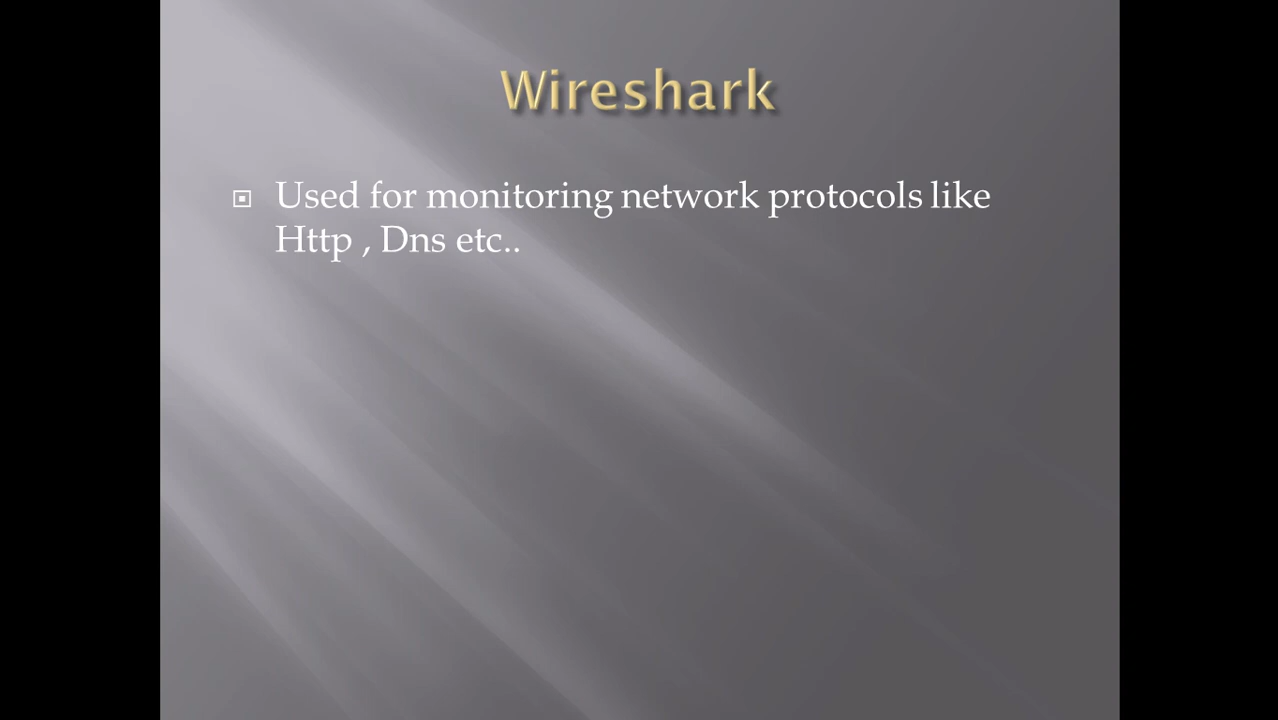 Wireshark
Used for monitoring network protocols like
Http , Dns etc..